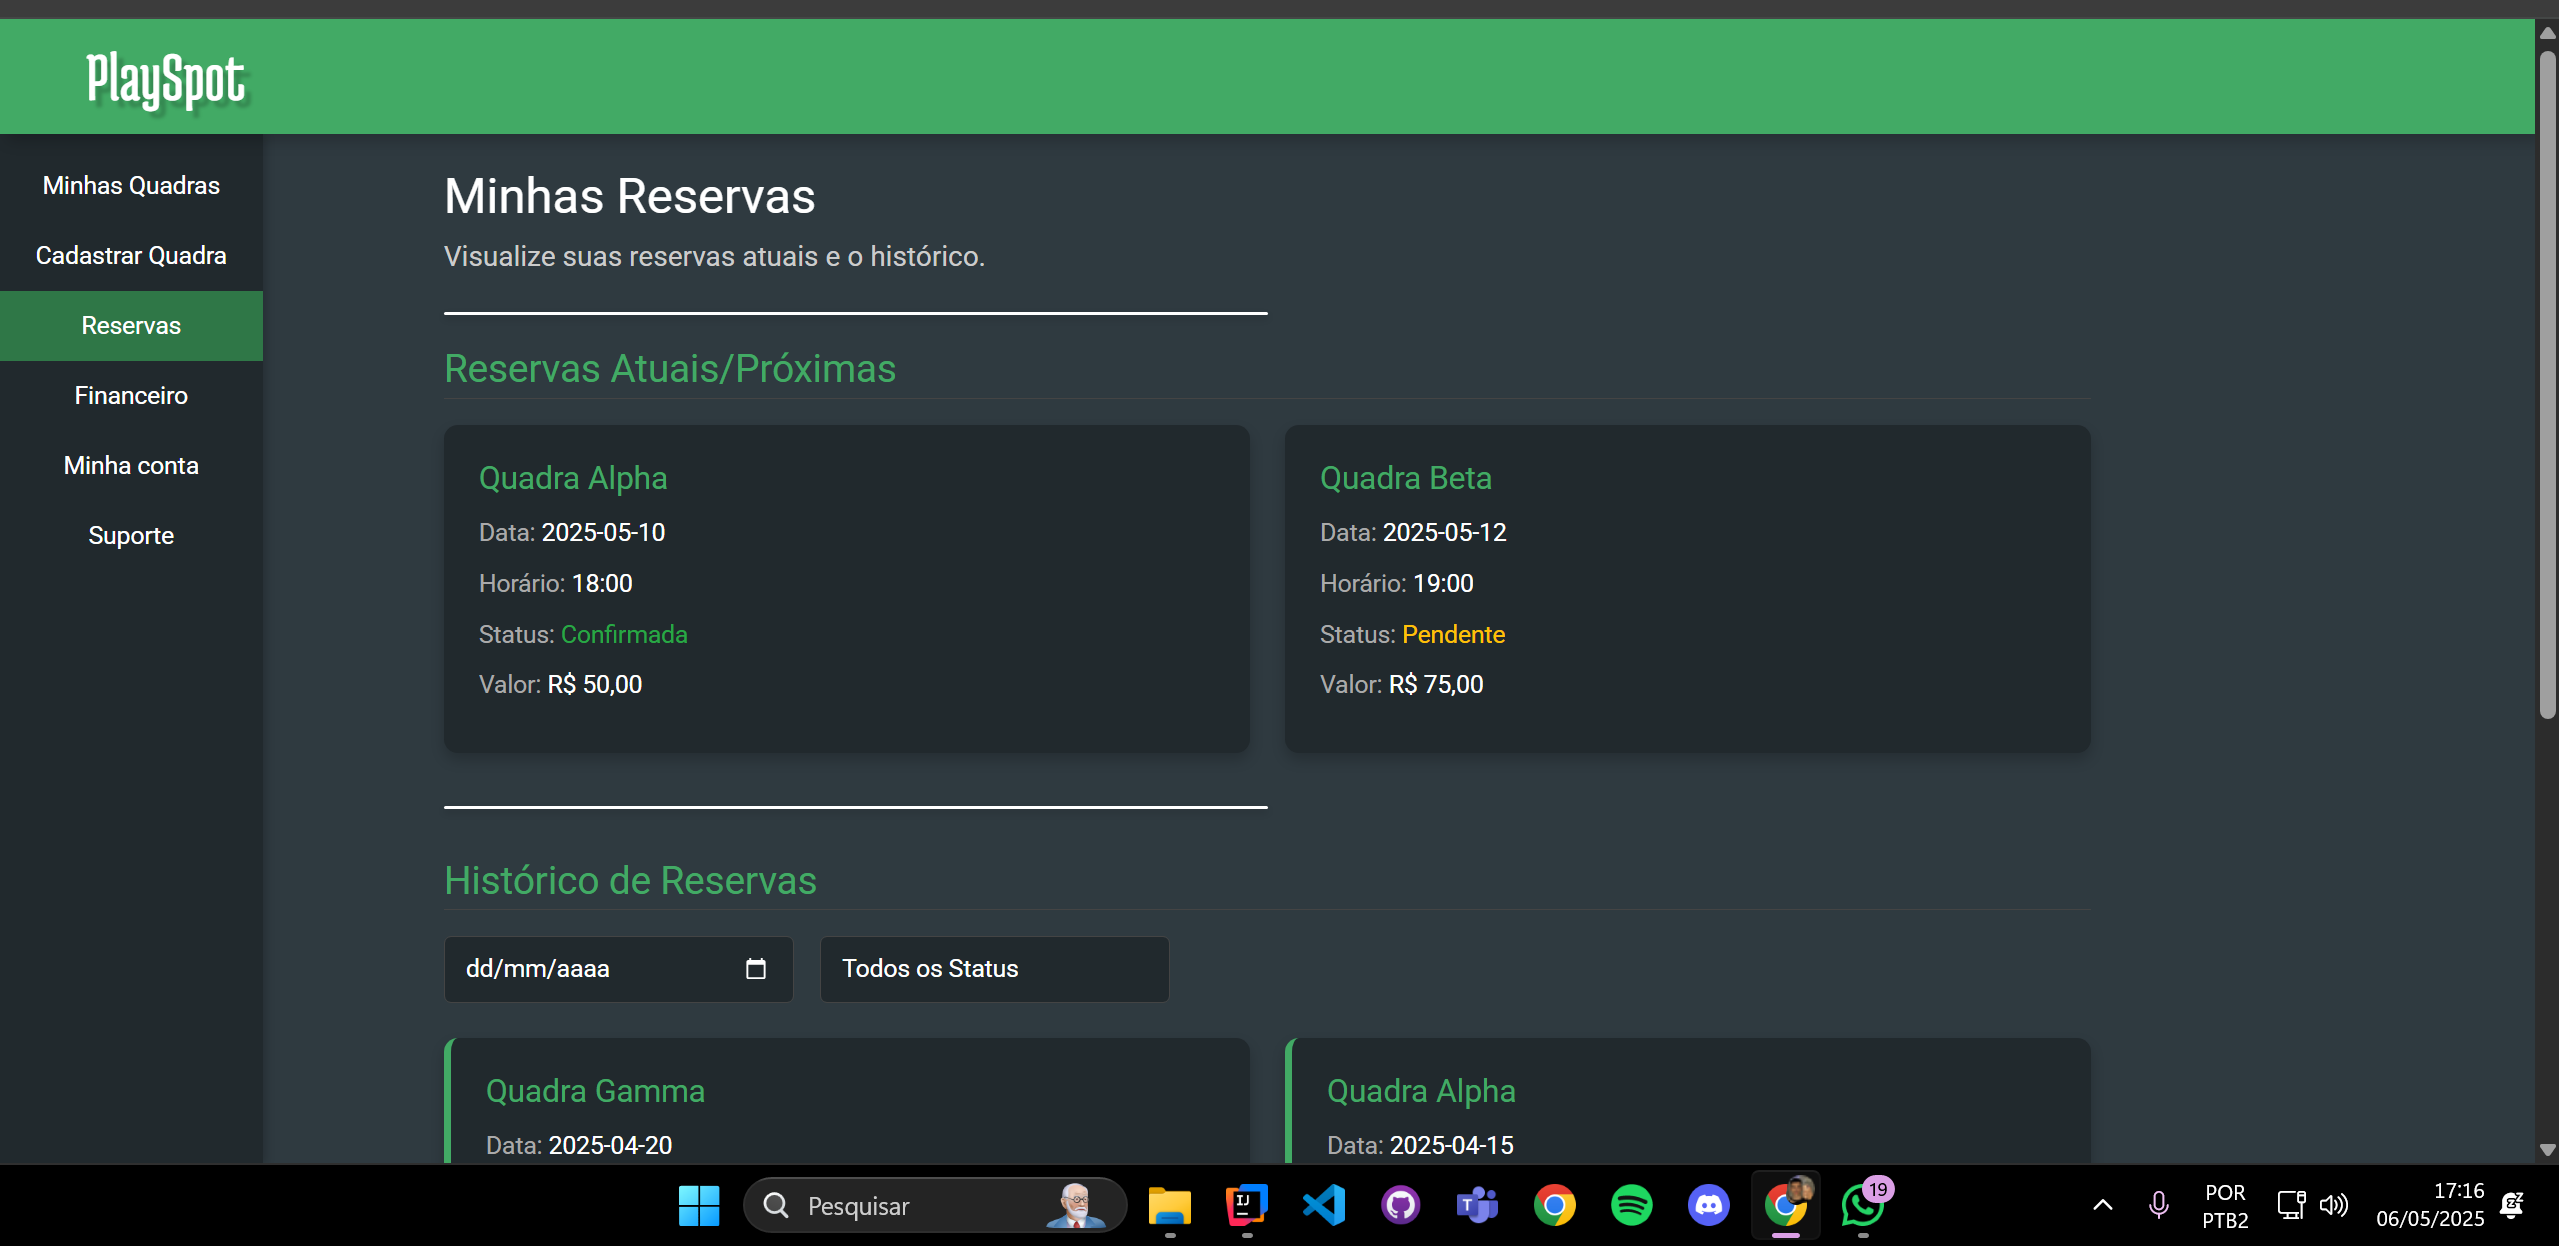 PlaySpot
Minhas Quadras
Cadastrar Quadra
Reservas
Financeiro
Minha conta
Suporte
Minhas Reservas
Visualize suas reservas atuais e o histórico.
Reservas Atuais/Próximas
Quadra Alpha
Data: 2025-05-10
Horário: 18:00
Status: Confirmada
Valor: R$ 50,00
Quadra Beta
Data: 2025-05-12
Horário: 19:00
Status: Pendente
Valor: R$ 75,00
Histórico de Reservas
dd/mm/aaaa
Todos os Status
Quadra Gamma
Data: 2025-04-20
Quadra Alpha
Data: 2025-04-15
Pesquisar
IJ
T
19
POR
PTB2
17:16
06/05/2025